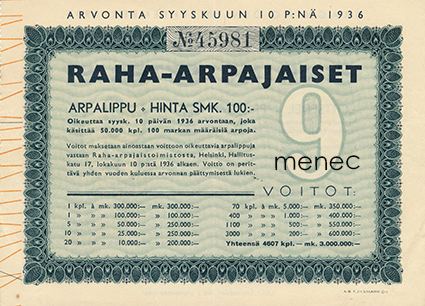 ARVONTA SYYSKUUN 10 P:NÄ 1936
№45981
RAHA-ARPAJAISET
ARPALIPPU • HINTA SMK. 100:-
Oikeuttaa syysk. 10 päivän 1936 arvontaan, joka
käsittää 50.000 kpl. 100 markan määräisiä arpoja.
9
Voitot maksetaan ainoastaan voittoon oikeuttavia arpalippuja
vastaan Raha-arpajaistoimistosta, Helsinki, Hallitus-
katu 17, lokakuun 10 p:stä 1936 alkaen. Voitto on perit-
tävä yhden vuoden kuluessa arvonnan päättymisestä lukien.
menec
VOITOT:
1 kpl. á mk. 300.000:— mk. 300.000:—
2 " " 100.000:— " 200.000:—
5 " " 50.000:— " 250.000:—
10 " " 25.000:— " 250.000:—
20 " " 10.000:— " 200.000:—
70 kpl. á mk. 5.000:— mk. 350.000:—
400 " " 1.000:— " 400.000:—
1100 " " 500:— " 550.000:—
3000 " " 200:— " 600.000:—
Yhteensä 4607 kpl.— mk. 3.000.000:—